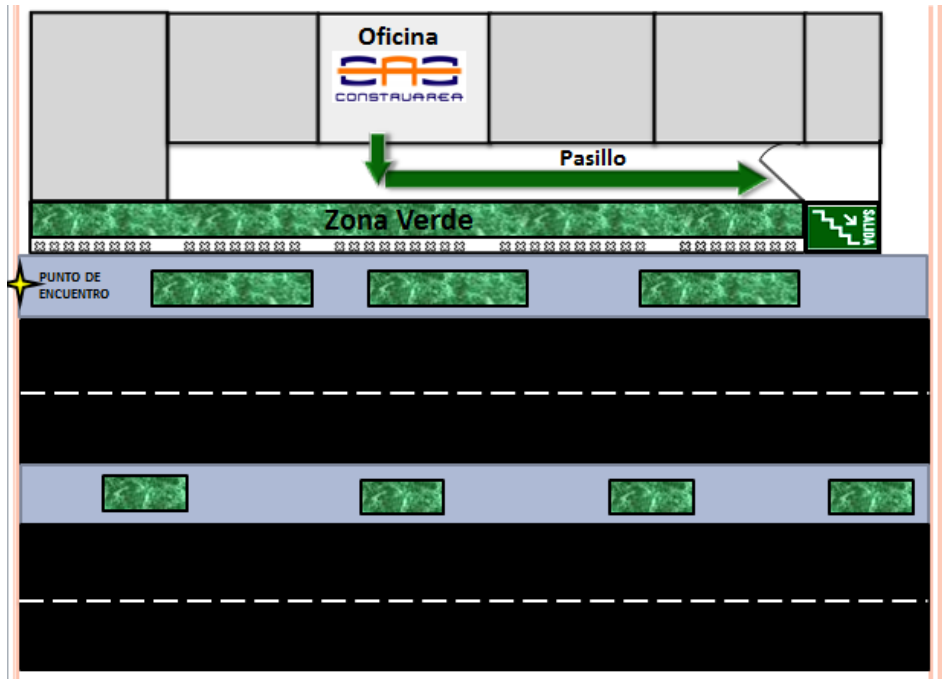 Oficina
CONSTRUAREA
Pasillo
Zona Verde
SALIDA
PUNTO DE
ENCUENTRO